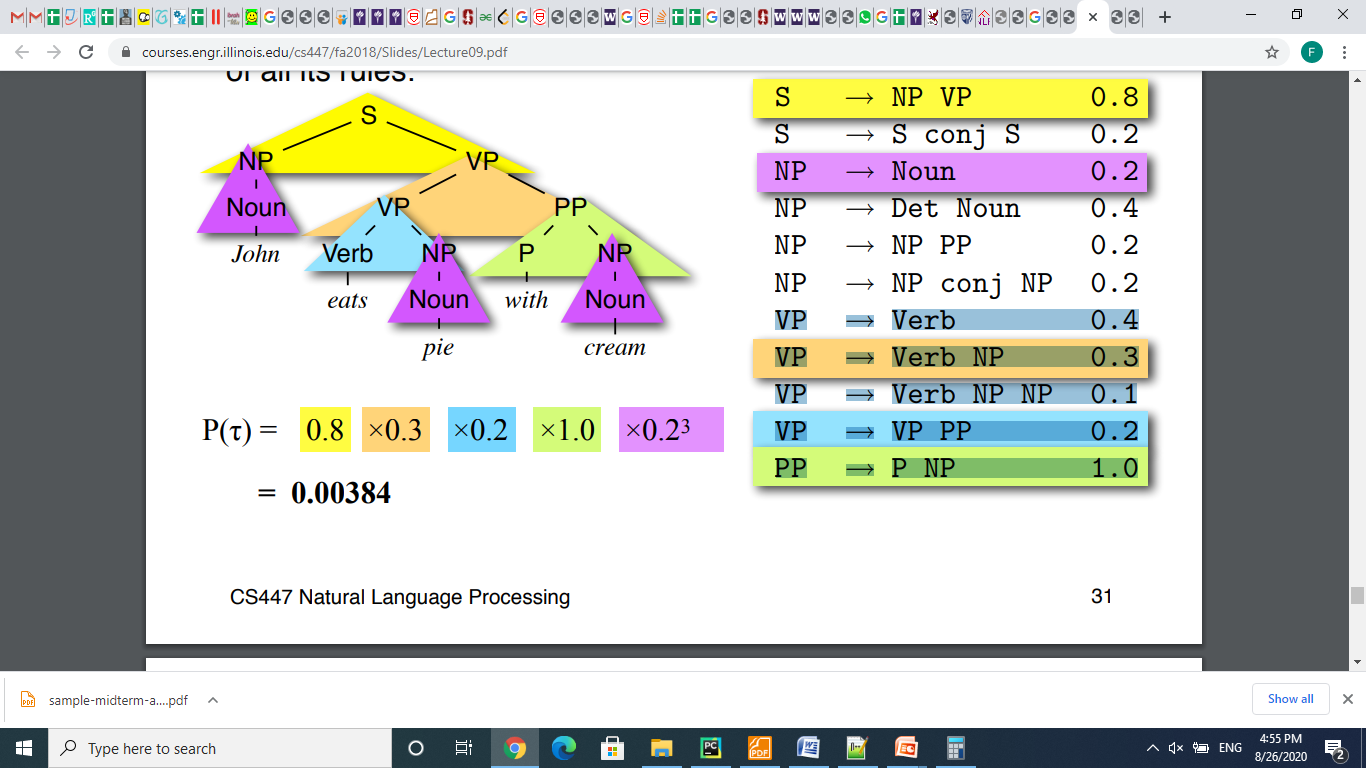 courses.engr.illinois.edu/cs447/fa2018/Slides/Lecture09.pdf
F
of all its rules:
S
NP VP
Noun VP PP
John Verb NP P NP
eats Noun with Noun
pie cream
P(τ) = 0.8 ×0.3 ×0.2 ×1.0 ×0.2³
= 0.00384
S → NP VP 0.8
S → S conj S 0.2
NP → Noun 0.2
NP → Det Noun 0.4
NP → NP PP 0.2
NP → NP conj NP 0.2
VP → Verb 0.4
VP → Verb NP 0.3
VP → Verb NP NP 0.1
VP → VP PP 0.2
PP → P NP 1.0
CS447 Natural Language Processing 31
sample-midterm-a....pdf
Show all
Type here to search
ENG
4:55 PM
8/26/2020
2